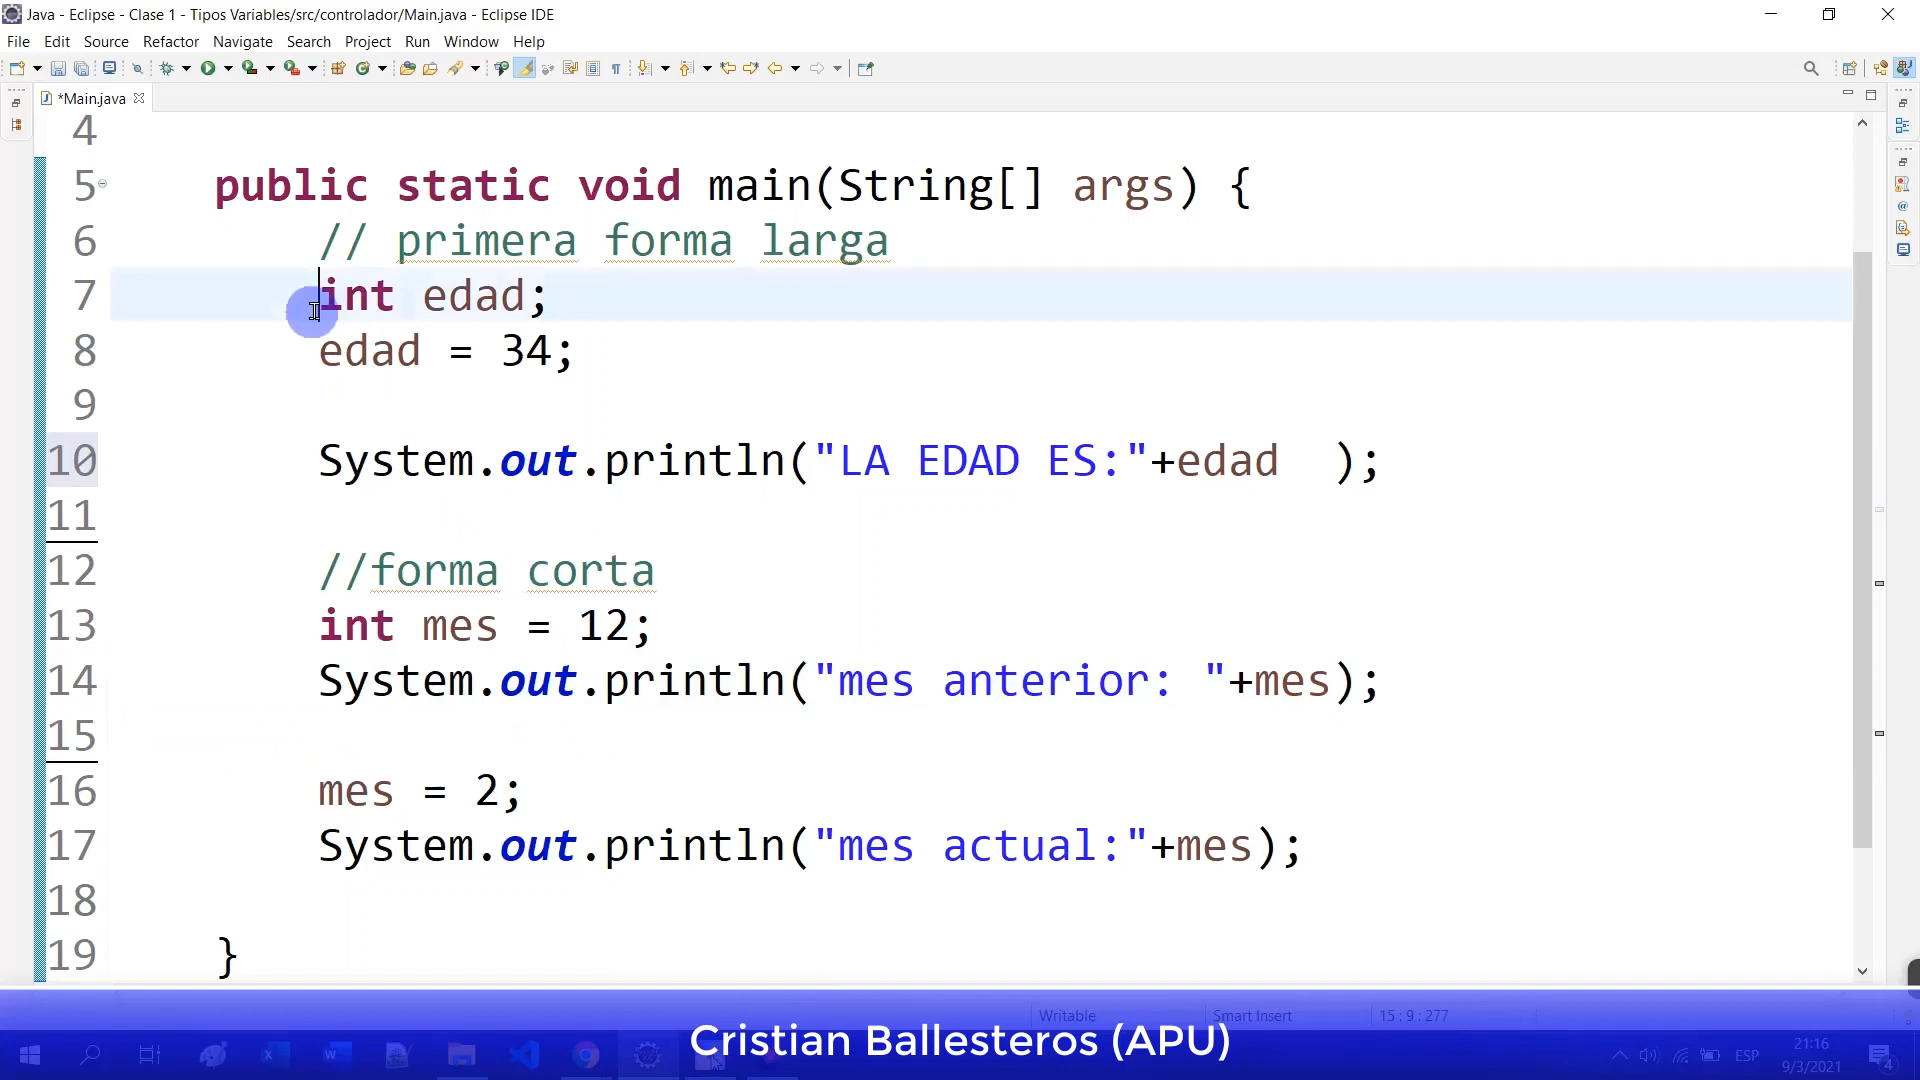 Java - Eclipse - Clase 1 - Tipos Variables/src/controlador/Main.java - Eclipse IDE
File Edit Source Refactor Navigate Search Project Run Window Help
*Main.java
4
5 public static void main(String[] args) {
6 // primera forma larga
7 int edad;
8 edad = 34;
9
10 System.out.println("LA EDAD ES:"+edad  );
11
12 //forma corta
13 int mes = 12;
14 System.out.println("mes anterior: "+mes);
15
16 mes = 2;
17 System.out.println("mes actual:"+mes);
18
19 }
Writable Smart Insert 15 : 9 : 277
Cristian Ballesteros (APU)
ESP 21:16
9/3/2021
4